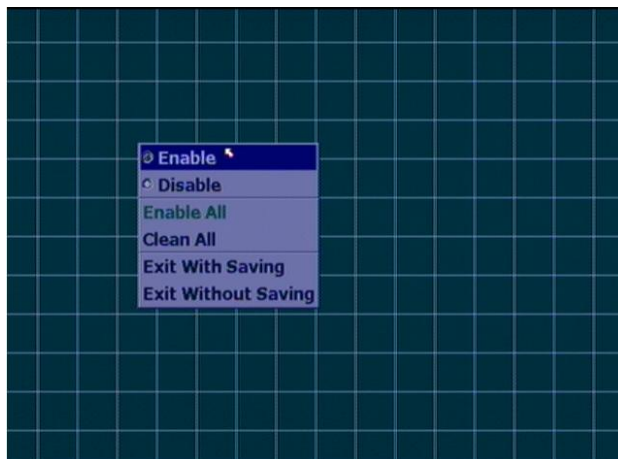 Enable
Disable
Enable All
Clean All
Exit With Saving
Exit Without Saving